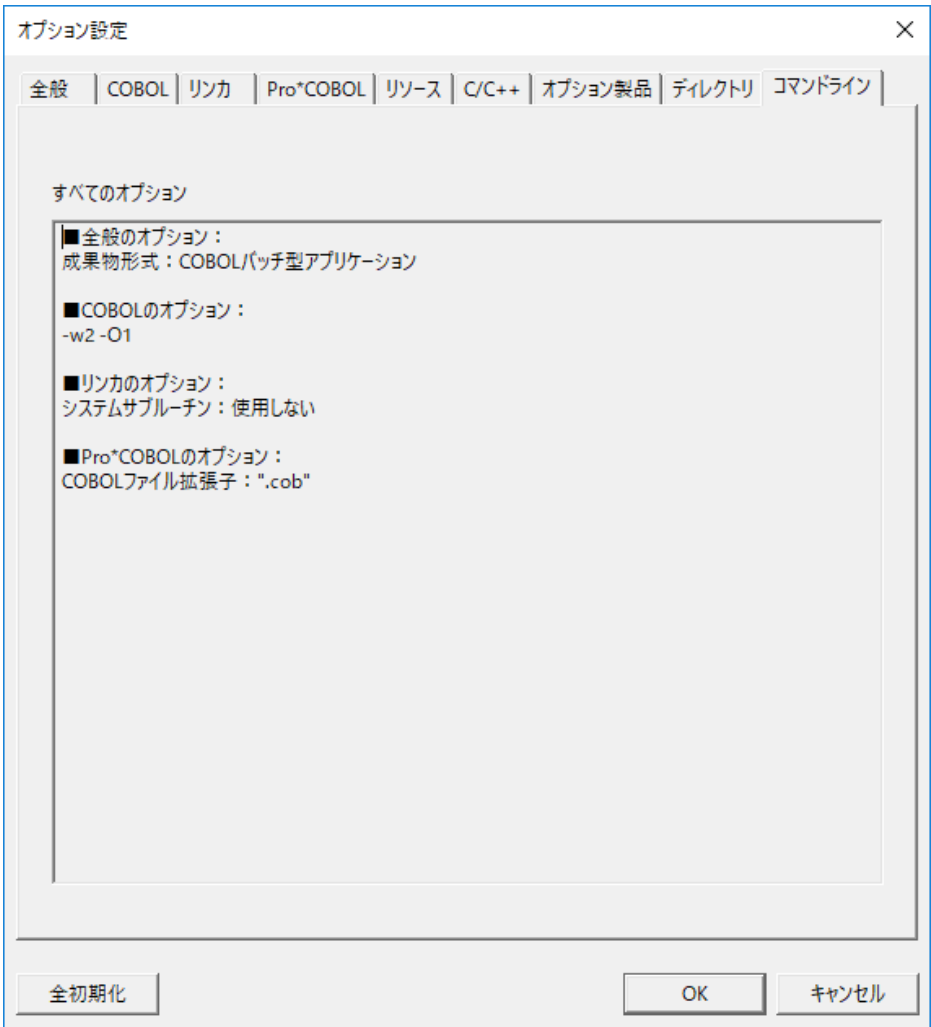 オプション設定
全般 COBOL リンカ Pro*COBOL リソース C/C++ オプション製品 ディレクトリ コマンドライン
すべてのオプション
■全般のオプション：
成果物形式：COBOLバッチ型アプリケーション
■COBOLのオプション：
-w2 -O1
■リンカのオプション：
システムサブルーチン：使用しない
■Pro*COBOLのオプション：
COBOLファイル拡張子：".cob"
全初期化 OK キャンセル